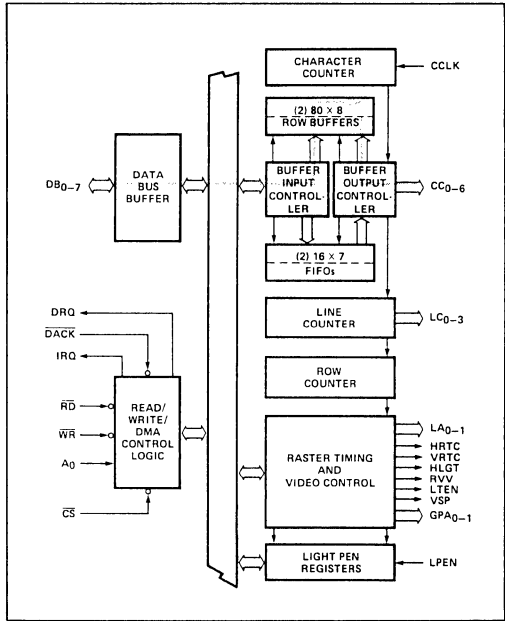 CHARACTER
COUNTER
CCLK
(2) 80 × 8
ROW BUFFERS
DATA
BUS
BUFFER
DB0-7
BUFFER
INPUT
CONTROL-
LER
BUFFER
OUTPUT
CONTROL-
LER
CC0-6
(2) 16 × 7
FIFOs
LINE
COUNTER
LC0-3
ROW
COUNTER
DRQ
DACK
IRQ
RD
WR
A0
CS
READ/
WRITE/
DMA
CONTROL
LOGIC
RASTER TIMING
AND
VIDEO CONTROL
LA0-1
HRTC
VRTC
HLGT
RVV
LTEN
VSP
GPA0-1
LIGHT PEN
REGISTERS
LPEN